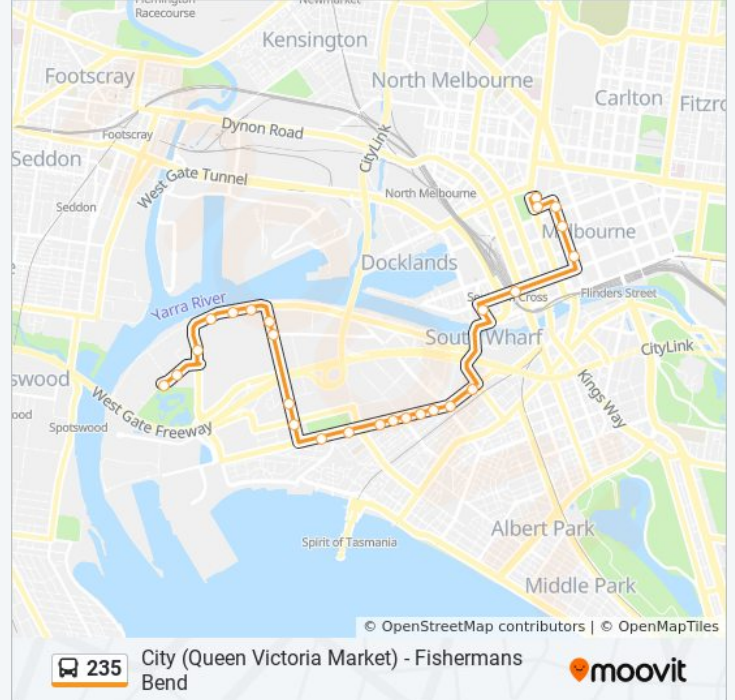 Flemington
Racecourse
Newmarket
Kensington
Footscray
North Melbourne
Carlton
Fitzro
Footscray
Dynon Road
CityLink
Seddon
West Gate Tunnel
North Melbourne
Seddon
Melbourne
Docklands
Yarra River
Cross
Flinders Street
South Wharf
CityLink
swood
West Gate Freeway
Kings Way
ood
Spotswood
Spirit of Tasmania
Albert Park
Middle Park
© OpenStreetMap contributors | © OpenMapTiles
235
City (Queen Victoria Market) - Fishermans
Bend
moovit